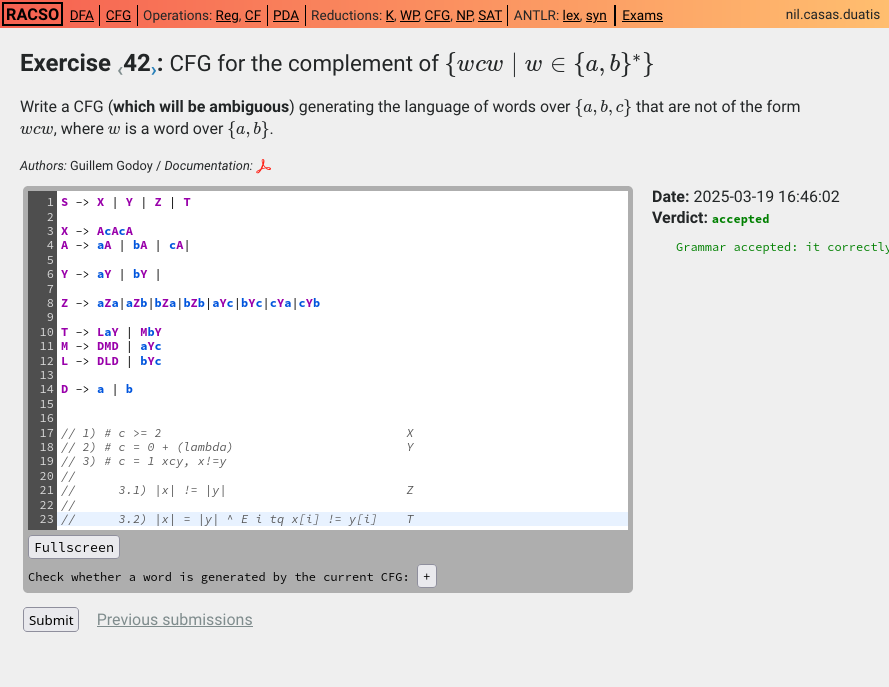 RACSO DFA CFG Operations: Reg, CF PDA Reductions: K, WP, CFG, NP, SAT ANTLR: lex, syn Exams nil.casas.duatis
Exercise ‹42›: CFG for the complement of {wcw | w ∈ {a, b}*}
Write a CFG (which will be ambiguous) generating the language of words over {a, b, c} that are not of the form
wcw, where w is a word over {a, b}.
Authors: Guillem Godoy / Documentation:
Date: 2025-03-19 16:46:02
Verdict: accepted
Grammar accepted: it correctly
1 S -> X | Y | Z | T
2
3 X -> AcAcA
4 A -> aA | bA | cA|
5
6 Y -> aY | bY |
7
8 Z -> aZa|aZb|bZa|bZb|aYc|bYc|cYa|cYb
9
10 T -> LaY | MbY
11 M -> DMD | aYc
12 L -> DLD | bYc
13
14 D -> a | b
15
16
17 // 1) # c >= 2 X
18 // 2) # c = 0 + (lambda) Y
19 // 3) # c = 1 xcy, x!=y
20 //
21 // 3.1) |x| != |y| Z
22 //
23 // 3.2) |x| = |y| ^ E i tq x[i] != y[i] T
Fullscreen
Check whether a word is generated by the current CFG: +
Submit Previous submissions